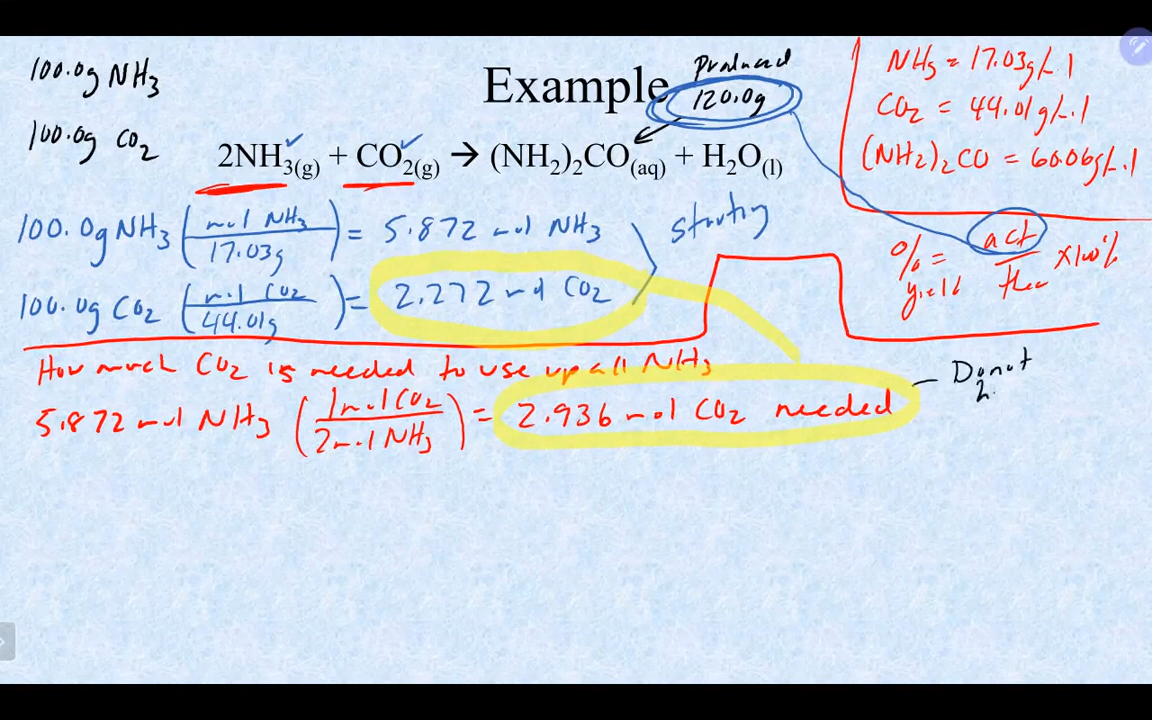 100.0g NH3
100.0g CO2
Example
Produced
120.0g
2NH3(g) + CO2(g) → (NH2)2CO(aq) + H2O(l)
NH3 = 17.03g/mol
CO2 = 44.01g/mol
(NH2)2CO = 60.06g/mol
100.0g NH3 (mol NH3 / 17.03g) = 5.872 mol NH3
100.0g CO2 (mol CO2 / 44.01g) = 2.272 mol CO2
starting
% yield = act / theo x100%
How much CO2 is needed to use up all NH3
5.872 mol NH3 (1mol CO2 / 2mol NH3) = 2.936 mol CO2 needed
- Do not